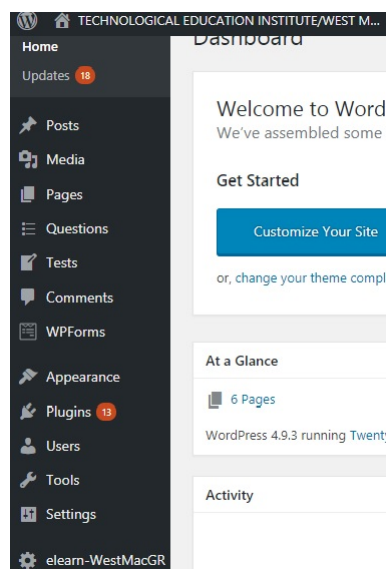 TECHNOLOGICAL EDUCATION INSTITUTE/WEST M...
Home
Dashboard
Updates 18
Welcome to Word
We've assembled some
Posts
Media
Pages
Get Started
Questions
Customize Your Site
Tests
or, change your theme compl
Comments
WPForms
At a Glance
Appearance
6 Pages
Plugins 13
WordPress 4.9.3 running Twenty
Users
Tools
Activity
Settings
elearn-WestMacGR